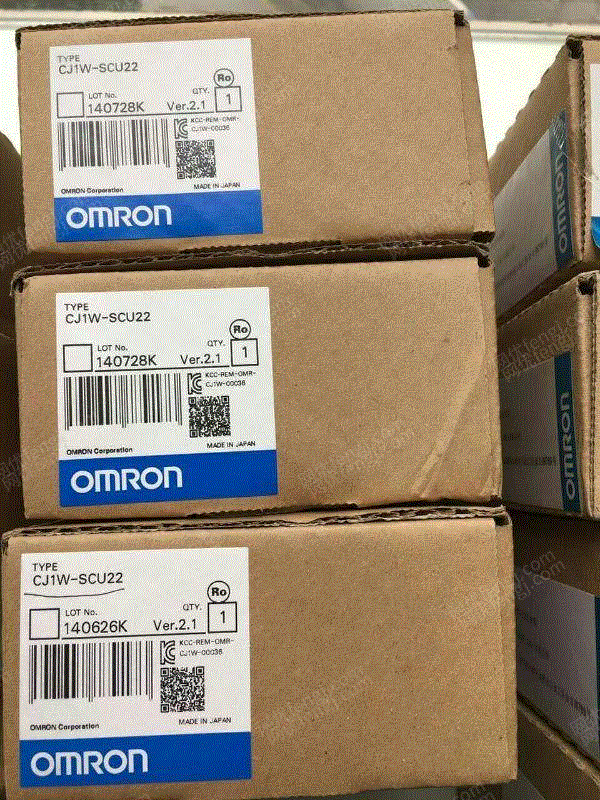 TYPE
CJ1W-SCU22
Ro
LOT No.
QTY.
140728K
Ver.2.1
1
KCC-REM-OMR-
CJ1W-00036
OMRON Corporation
MADE IN JAPAN
OMRON
TYPE
CJ1W-SCU22
Ro
LOT No.
QTY.
140728K
Ver.2.1
1
KCC-REM-OMR-
CJ1W-00036
OMRON Corporation
MADE IN JAPAN
OMRON
TYPE
CJ1W-SCU22
Ro
LOT No.
QTY.
140626K
Ver.2.1
1
KCC-REM-OMR-
CJ1W-00036
OMRON Corporation
MADE IN JAPAN
OMRON
OMRON